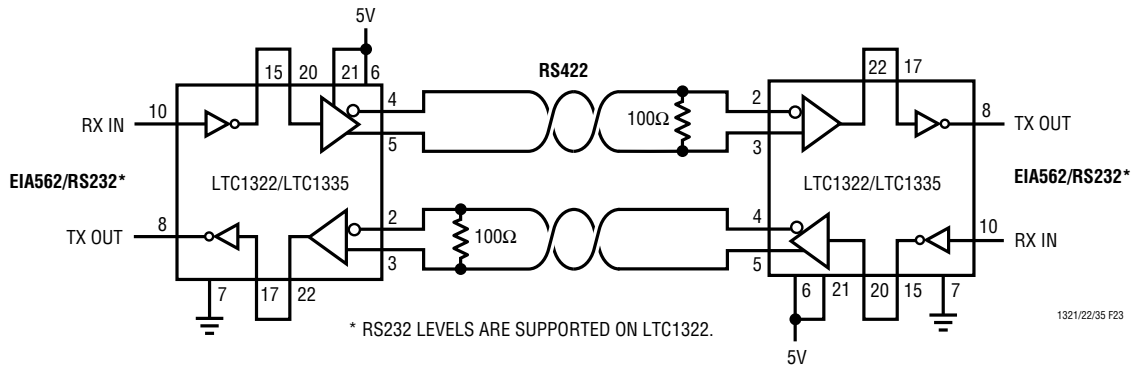 5V
15 20 21 6
RS422
22 17
10
4
2
8
RX IN
100Ω
TX OUT
5
3
EIA562/RS232*
LTC1322/LTC1335
LTC1322/LTC1335
EIA562/RS232*
8
2
4
10
TX OUT
100Ω
RX IN
3
5
7
17 22
6 21 20 15 7
* RS232 LEVELS ARE SUPPORTED ON LTC1322.
1321/22/35 F23
5V